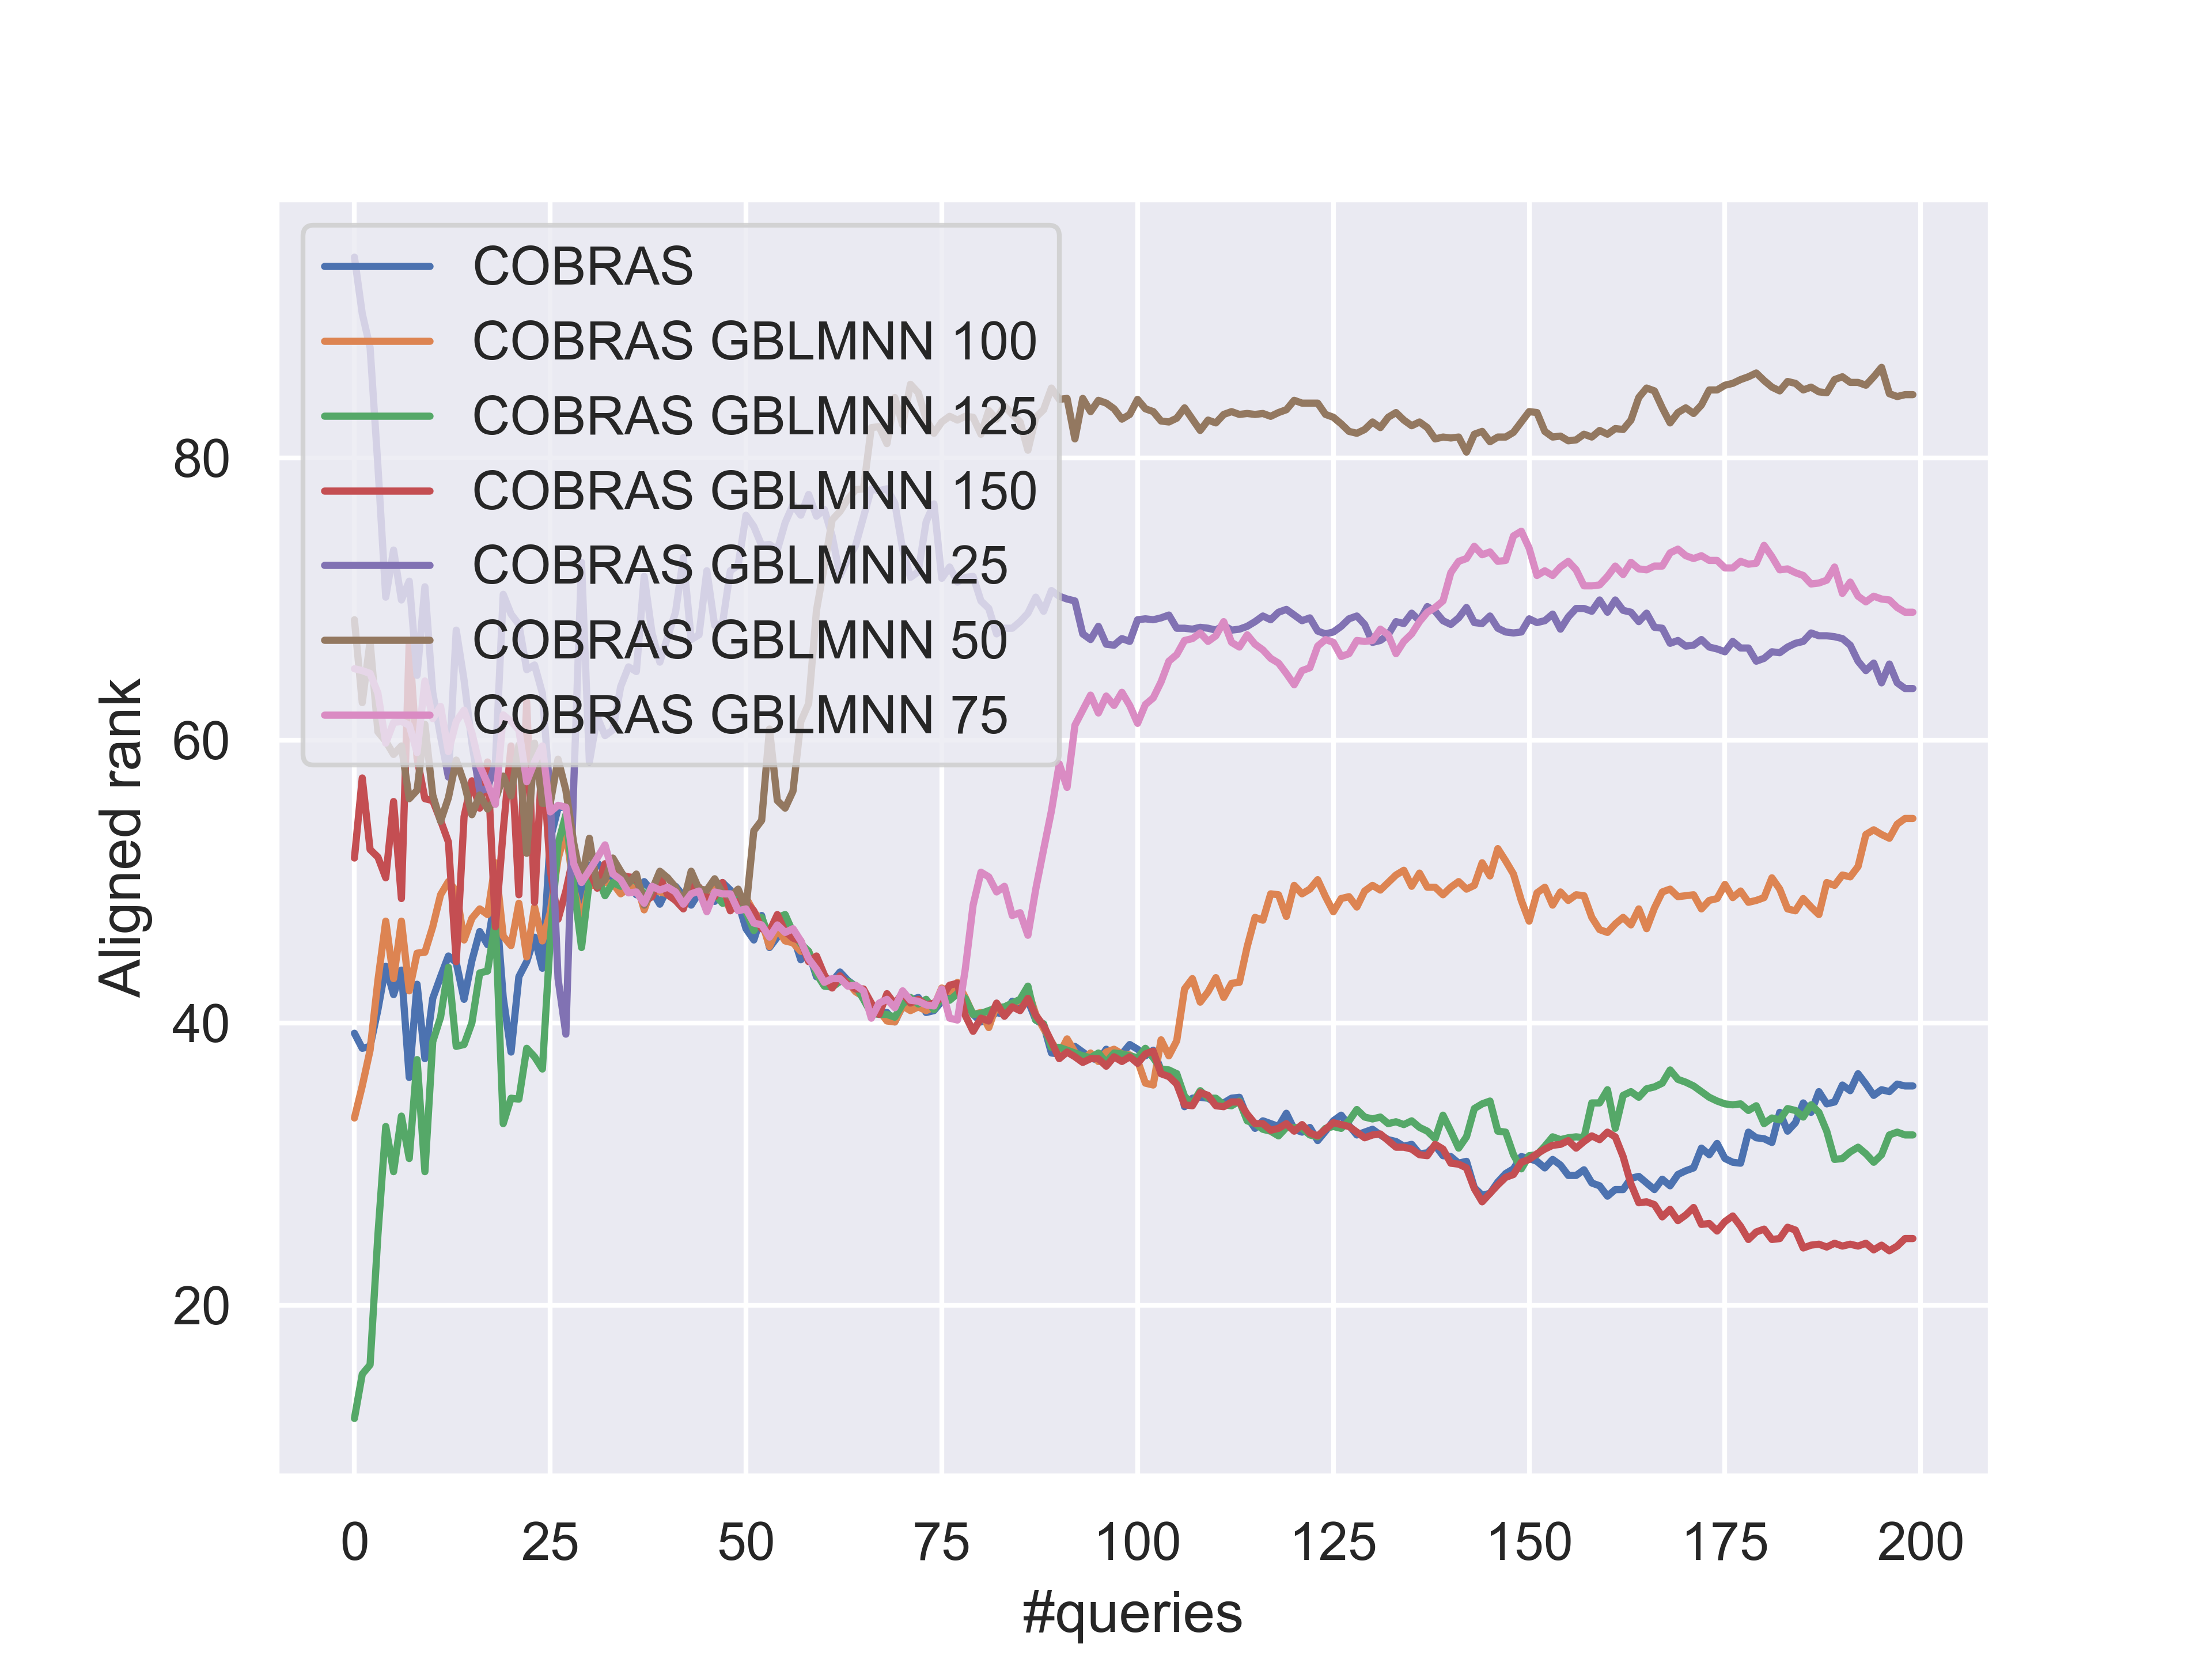 COBRAS
COBRAS GBLMNN 100
COBRAS GBLMNN 125
COBRAS GBLMNN 150
COBRAS GBLMNN 25
COBRAS GBLMNN 50
COBRAS GBLMNN 75
Aligned rank
80
60
40
20
0 25 50 75 100 125 150 175 200
#queries